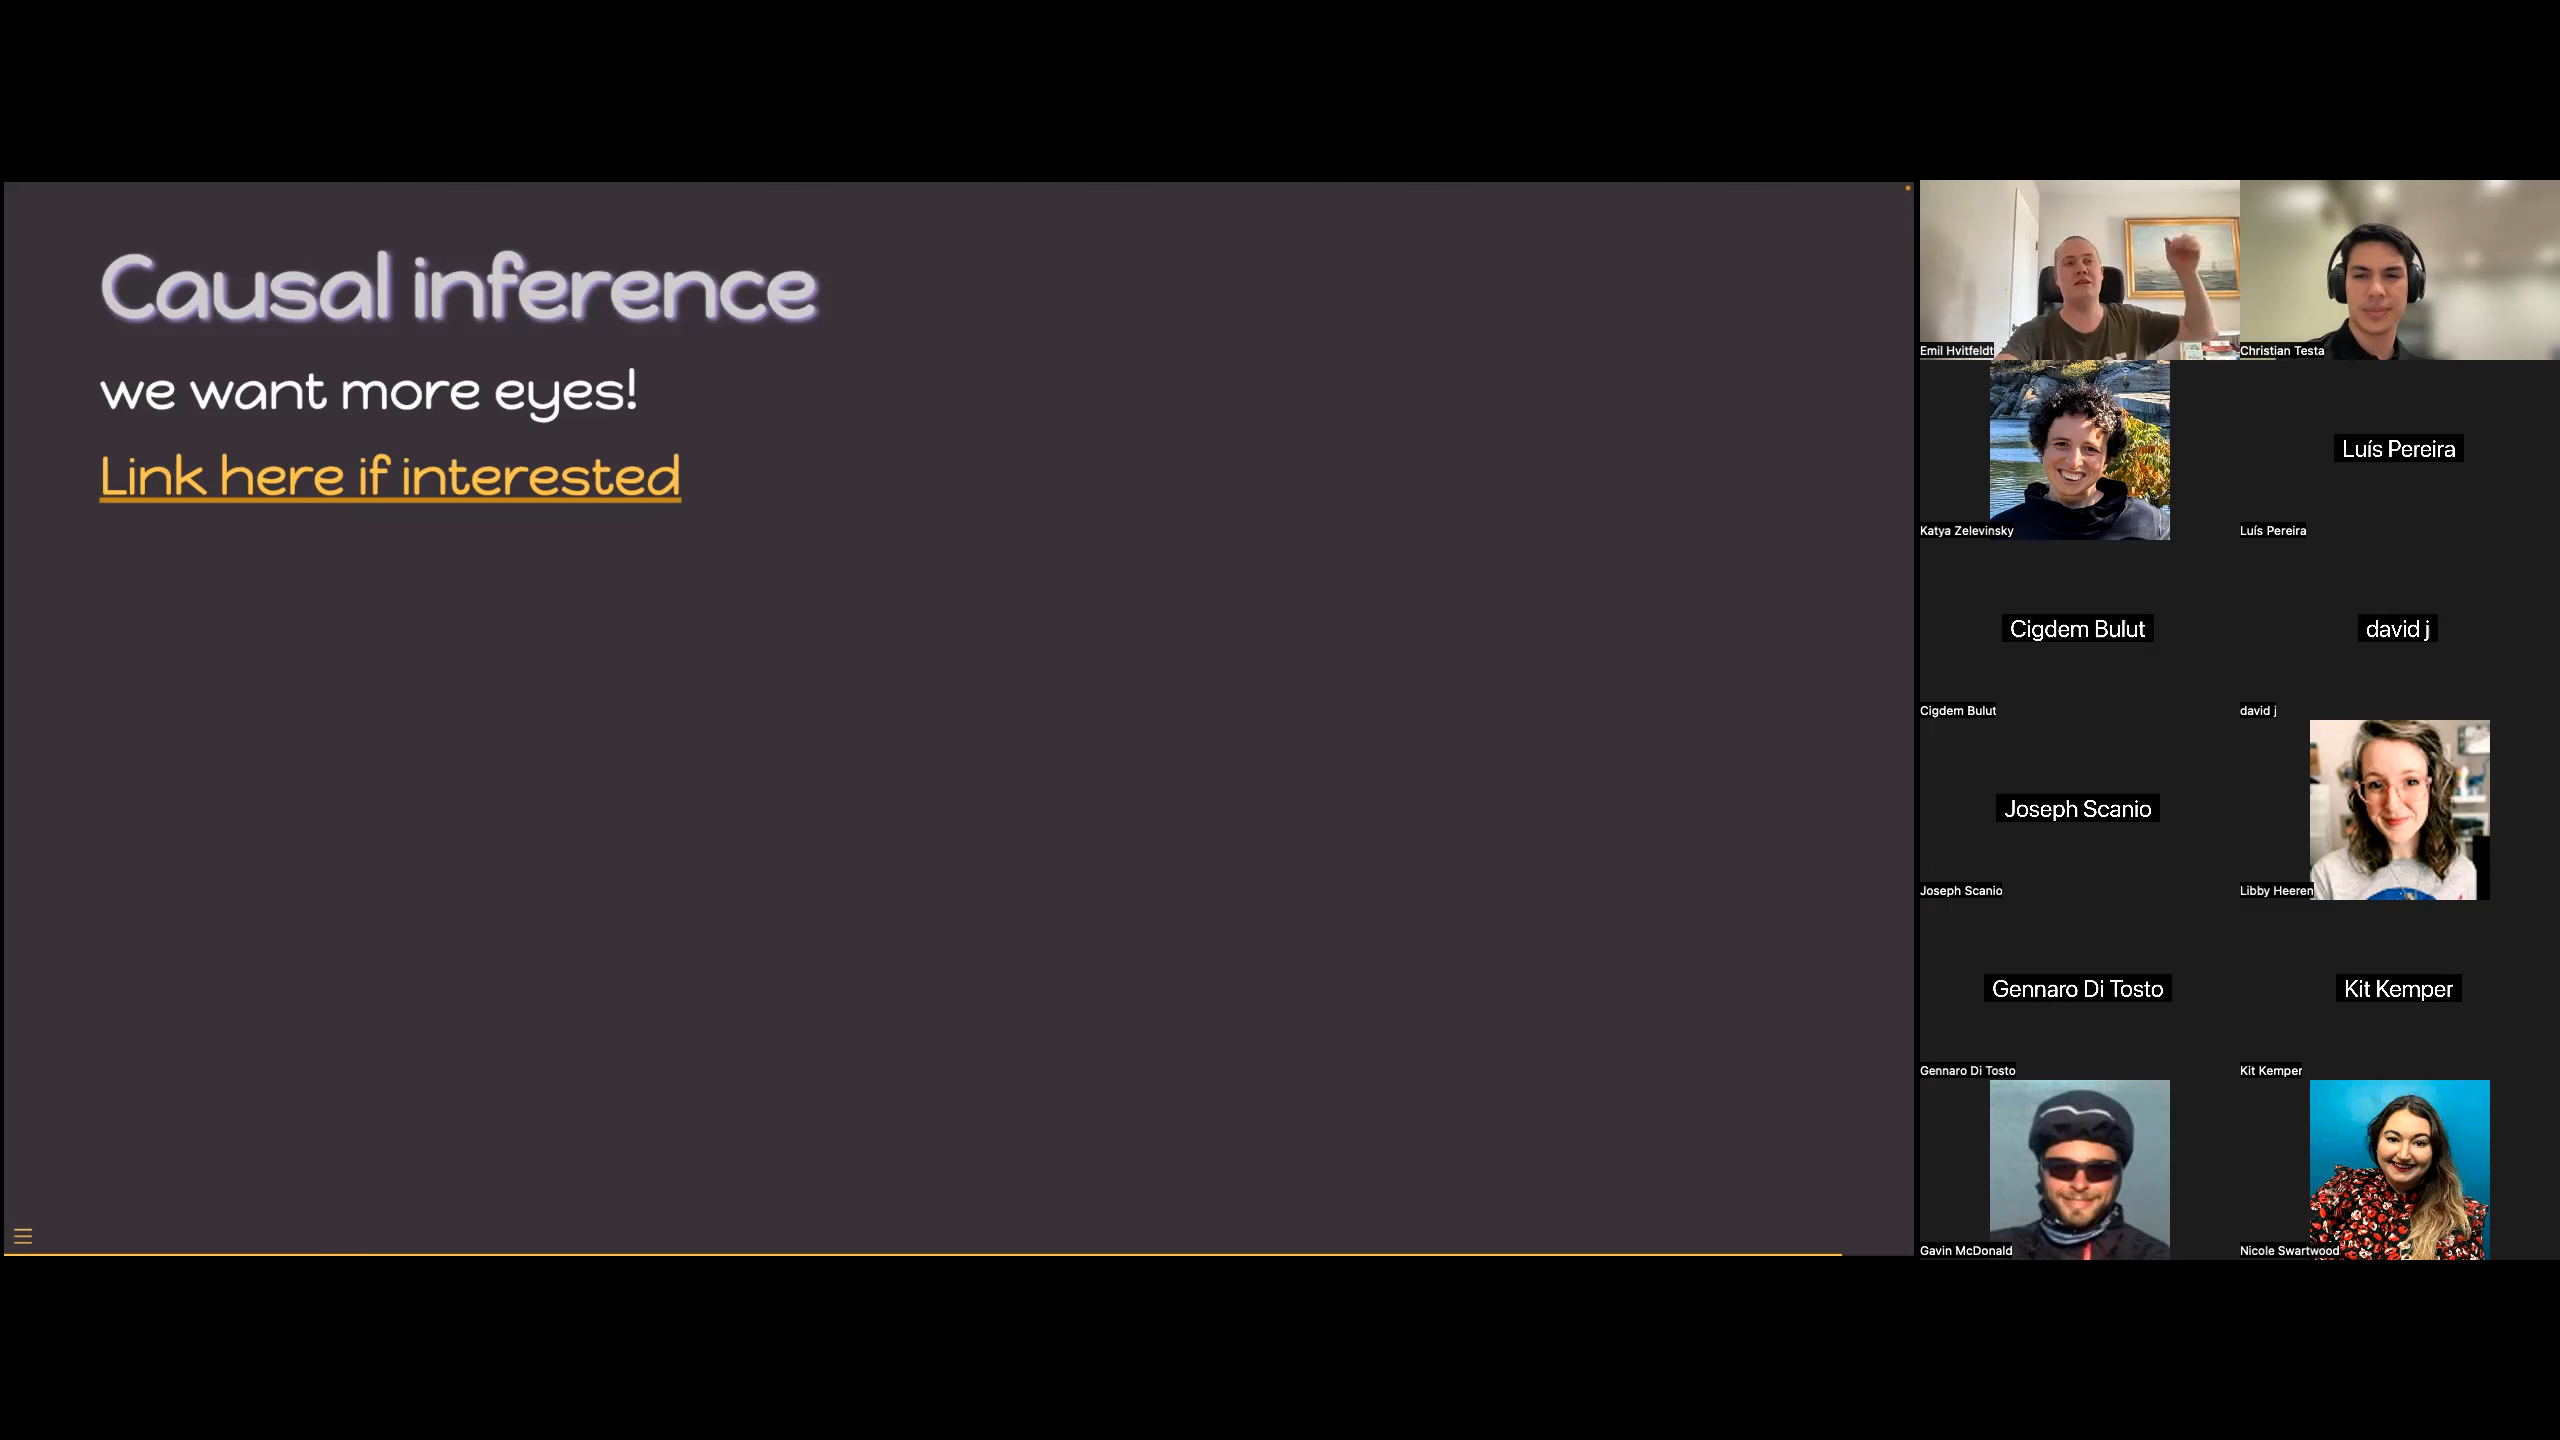 Causal inference
we want more eyes!
Link here if interested
Emil Hvitfeldt
Christian Testa
Katya Zelevinsky
Luís Pereira
Luís Pereira
Cigdem Bulut
Cigdem Bulut
david j
david j
Joseph Scanio
Joseph Scanio
Libby Heeren
Gennaro Di Tosto
Gennaro Di Tosto
Kit Kemper
Kit Kemper
Gavin McDonald
Nicole Swartwood